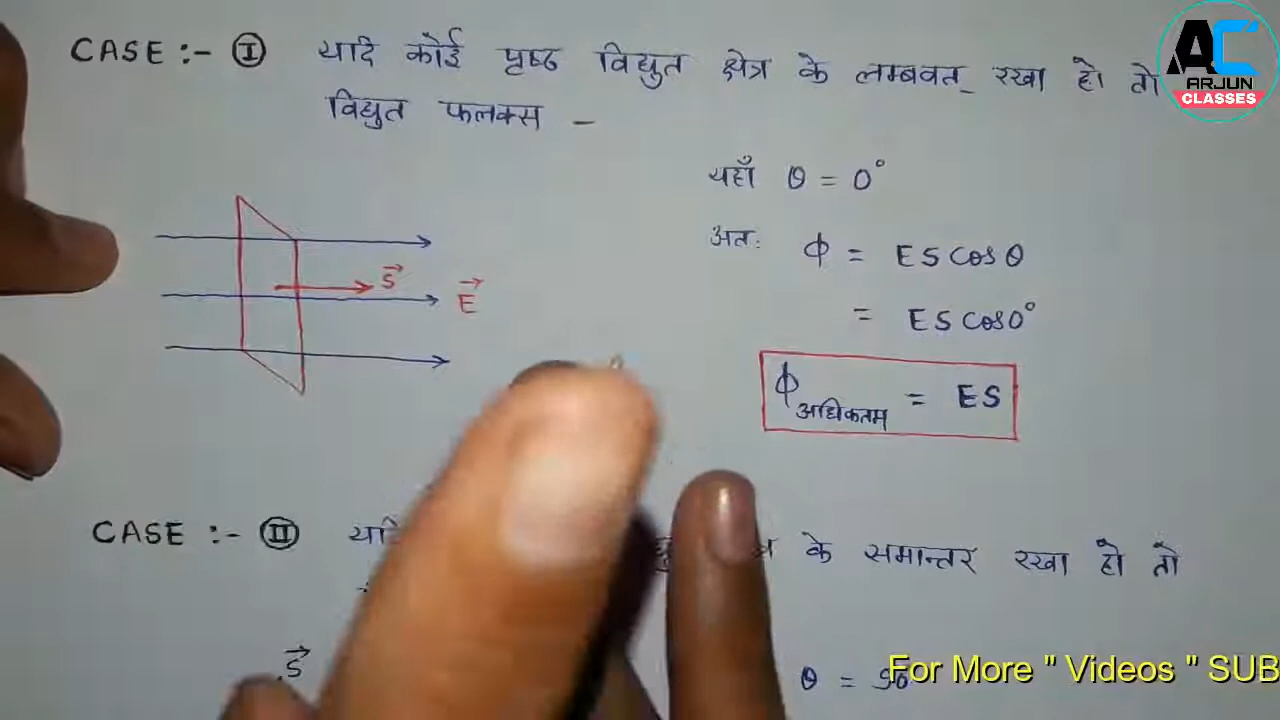 CASE :- I यदि कोई पृष्ठ विद्युत क्षेत्र के लम्बवत रखा हो तो
विद्युत फलक्स -
AC
ARJUN
CLASSES
यहाँ θ = 0°
अतः ϕ = ES cos θ
= ES cos 0°
ϕ अधिकतम = ES
S⃗
E⃗
CASE :- II के समान्तर रखा हो तो
S⃗
θ =
For More " Videos " SUB